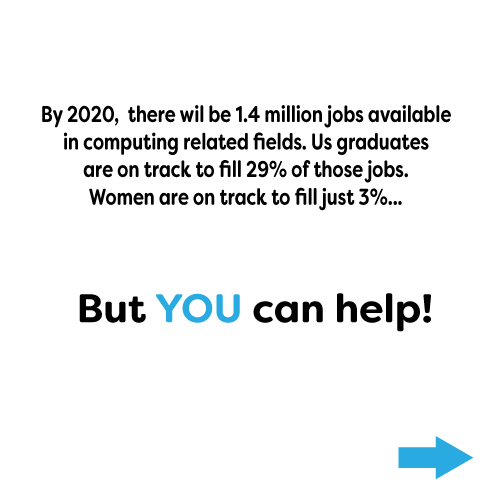 By 2020,  there wil be 1.4 million jobs available
in computing related fields. Us graduates
are on track to fill 29% of those jobs.
Women are on track to fill just 3%...
But YOU can help!